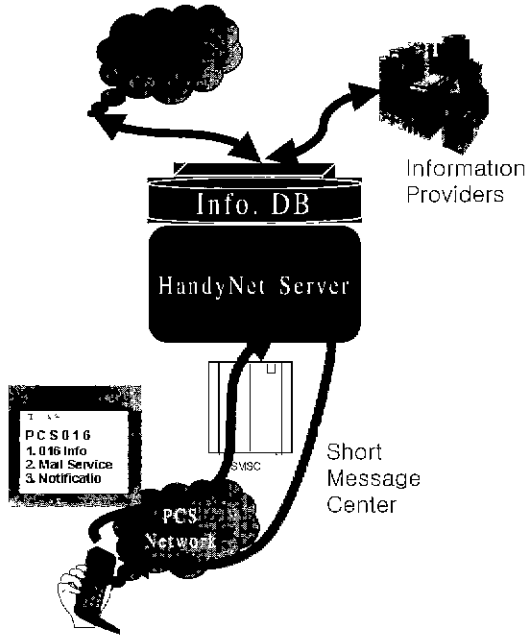 Information
Providers
Info. DB
HandyNet Server
PCS016
1. 016 Info
2. Mail Service
3. Notificatio
SMSC
Short
Message
Center
PCS
Network